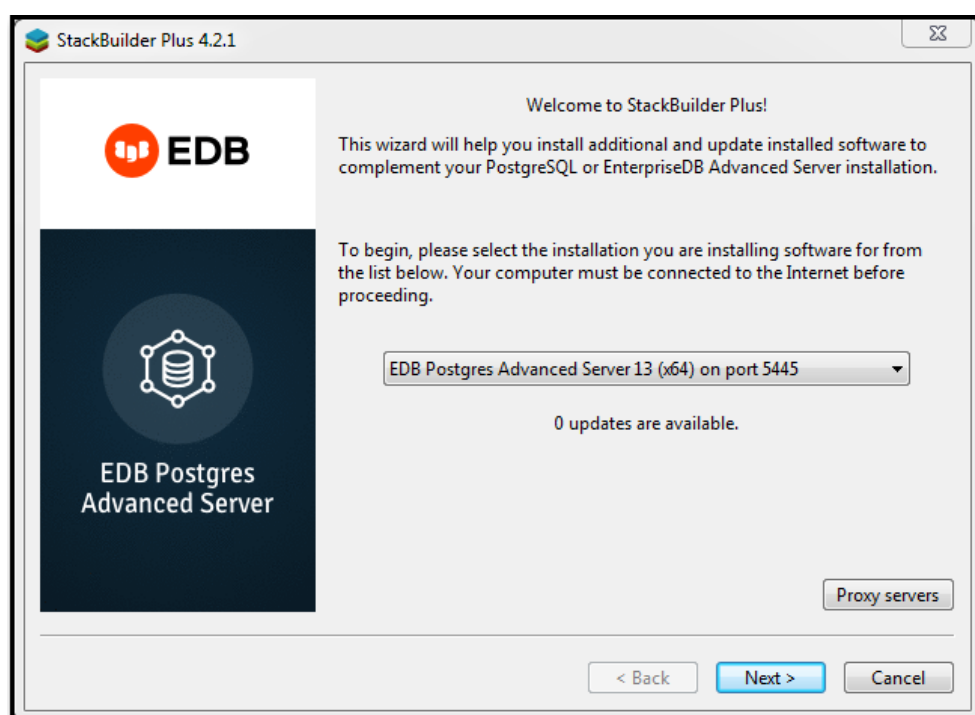 StackBuilder Plus 4.2.1
EDB
EDB Postgres
Advanced Server
Welcome to StackBuilder Plus!
This wizard will help you install additional and update installed software to
complement your PostgreSQL or EnterpriseDB Advanced Server installation.
To begin, please select the installation you are installing software for from
the list below. Your computer must be connected to the Internet before
proceeding.
EDB Postgres Advanced Server 13 (x64) on port 5445
0 updates are available.
Proxy servers
< Back
Next >
Cancel